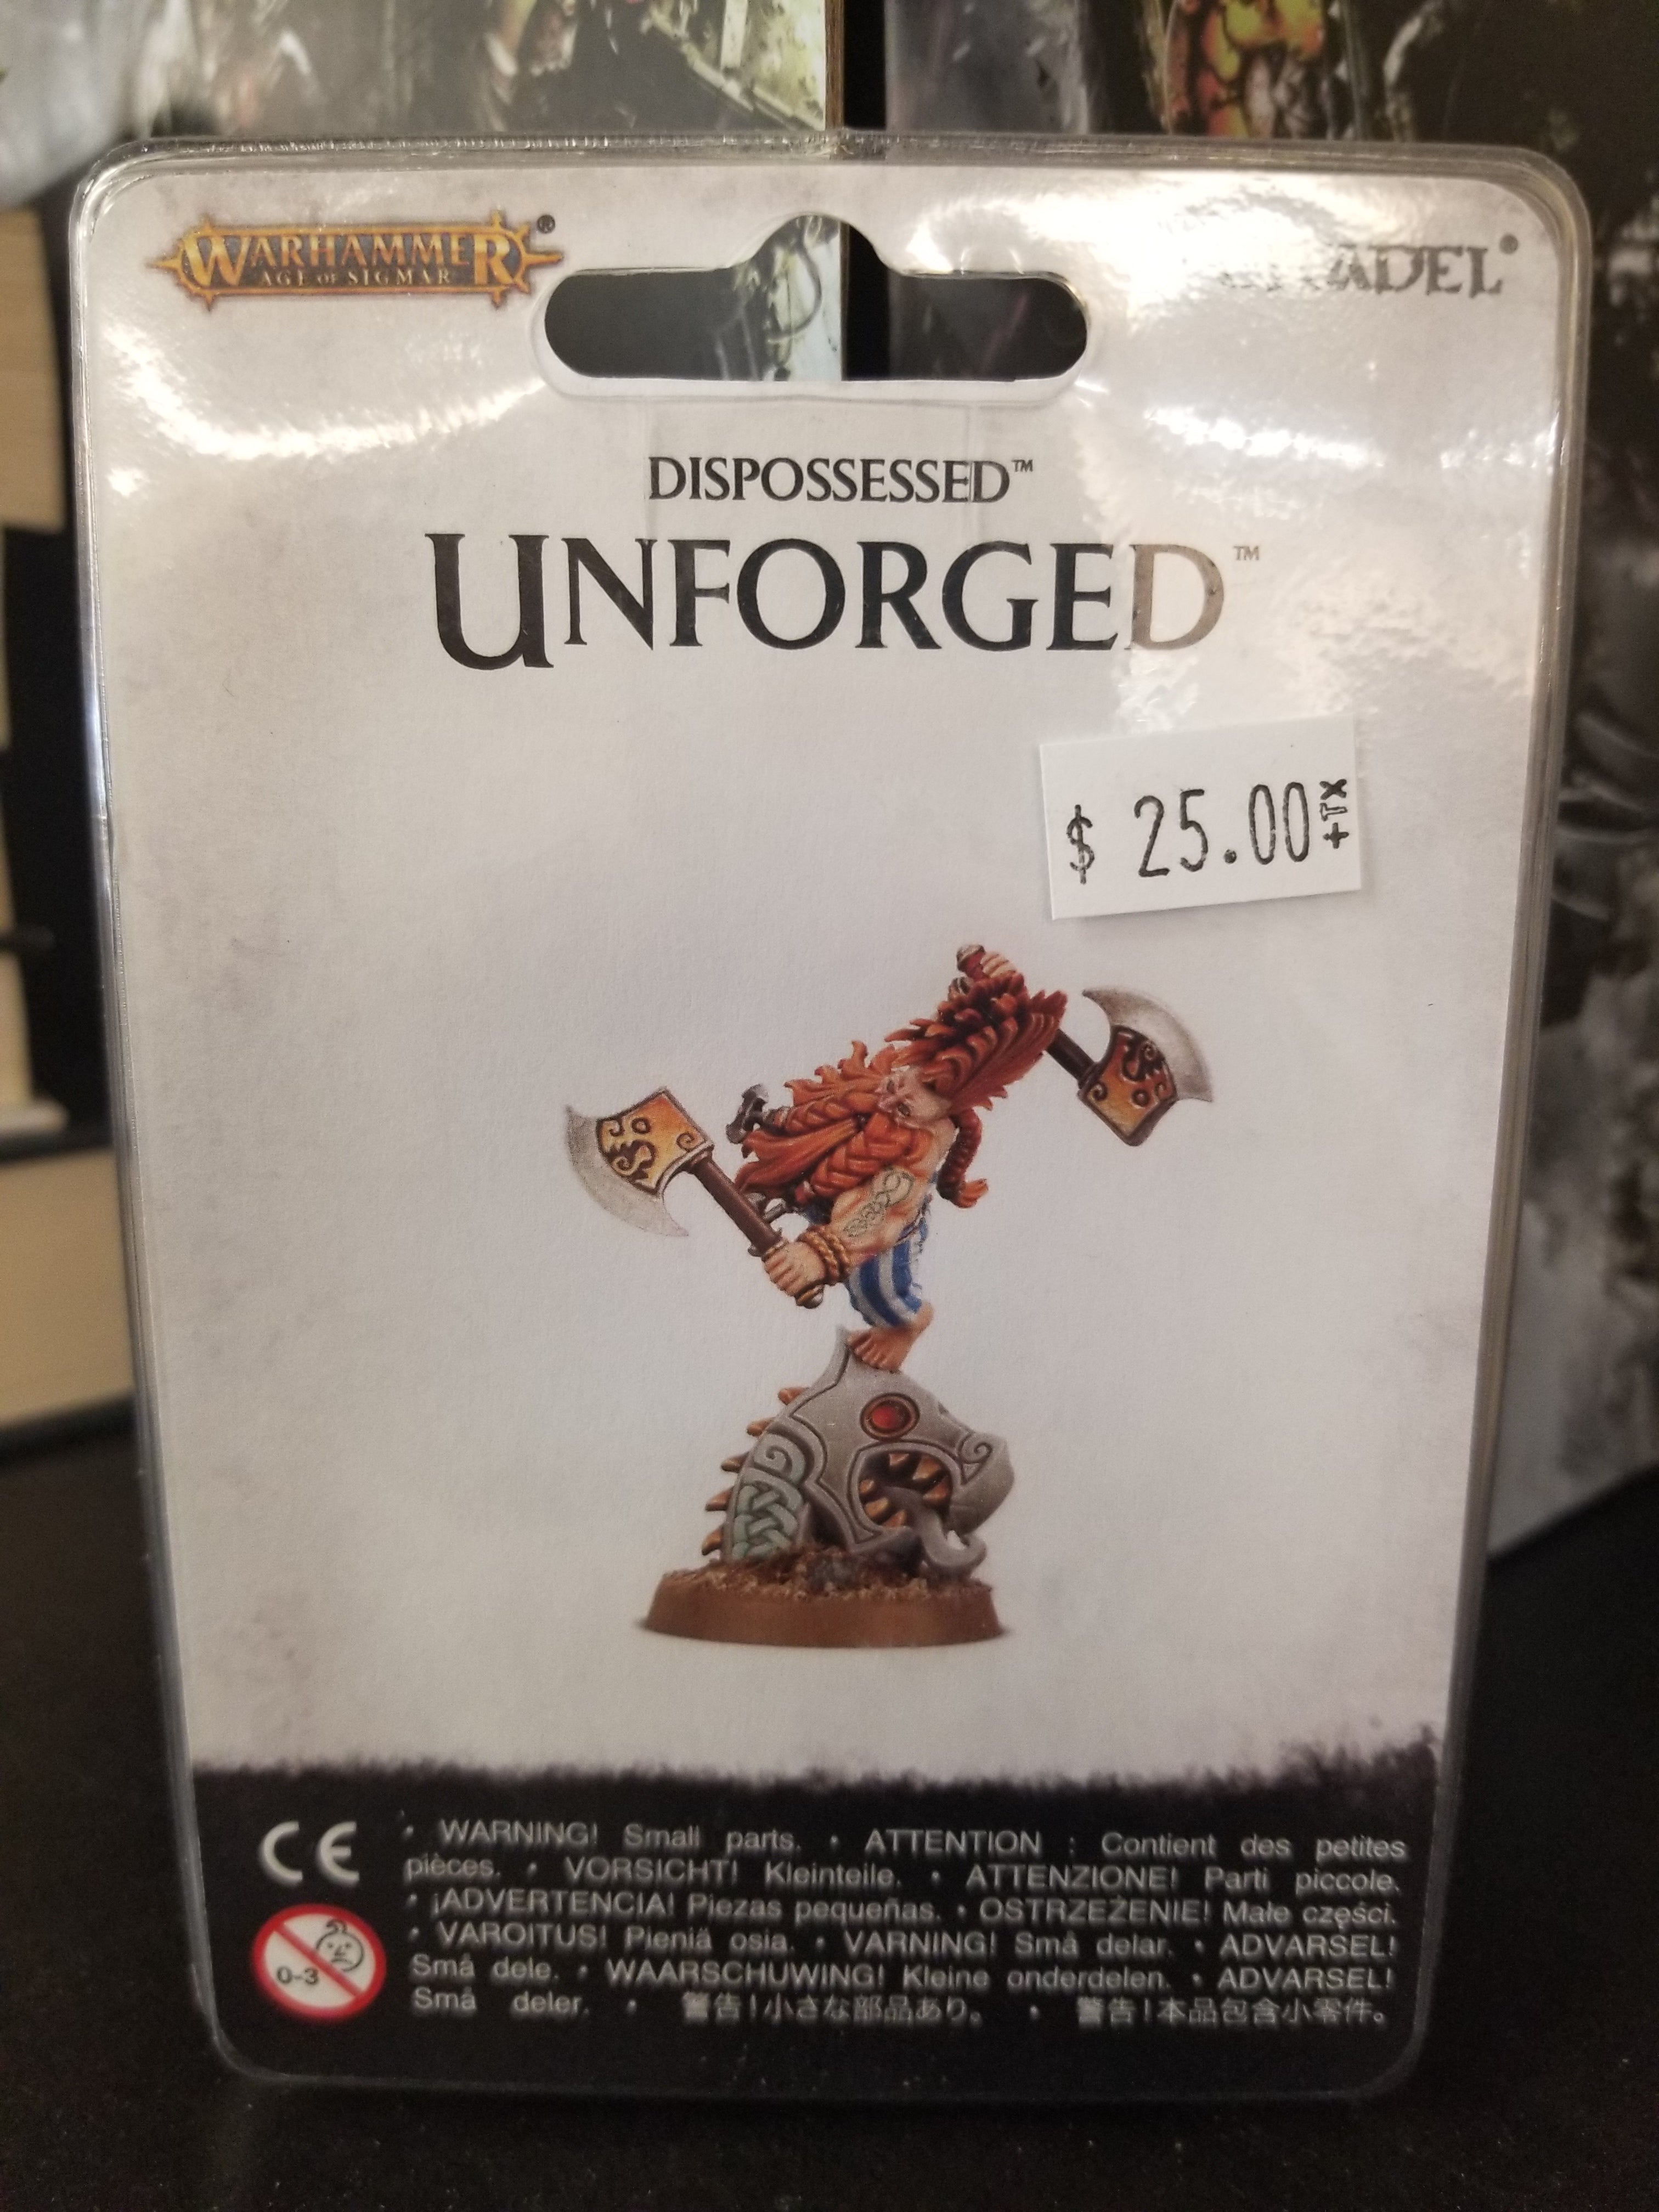 WARHAMMER®
AGE OF SIGMAR
DISPOSSESSED™
UNFORGED™
$ 25.00 +TX
CE
• WARNING! Small parts. • ATTENTION : Contient des petites
pièces. • VORSICHT! Kleinteile. • ATTENZIONE! Parti piccole.
• ¡ADVERTENCIA! Piezas pequeñas. • OSTRZEŻENIE! Małe części.
• VAROITUS! Pieniä osia. • VARNING! Små delar. • ADVARSEL!
Små dele. • WAARSCHUWING! Kleine onderdelen. • ADVARSEL!
Små deler. • 警告!小さな部品あり。 • 警告!本品包含小零件。
0-3